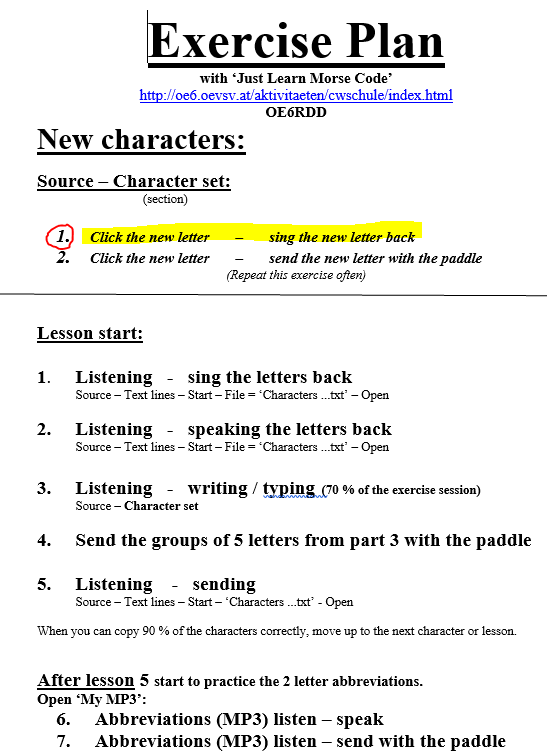 Exercise Plan
with ‘Just Learn Morse Code’
http://oe6.oevsv.at/aktivitaeten/cwschule/index.html
OE6RDD
New characters:
Source – Character set:
(section)
1. Click the new letter – sing the new letter back
2. Click the new letter – send the new letter with the paddle
(Repeat this exercise often)
Lesson start:
1. Listening - sing the letters back
Source – Text lines – Start – File = ‘Characters ...txt’ – Open
2. Listening - speaking the letters back
Source – Text lines – Start – File = ‘Characters ...txt’ – Open
3. Listening - writing / typing (70 % of the exercise session)
Source – Character set
4. Send the groups of 5 letters from part 3 with the paddle
5. Listening - sending
Source – Text lines – Start – ‘Characters ...txt’ - Open
When you can copy 90 % of the characters correctly, move up to the next character or lesson.
After lesson 5 start to practice the 2 letter abbreviations.
Open ‘My MP3’:
6. Abbreviations (MP3) listen – speak
7. Abbreviations (MP3) listen – send with the paddle